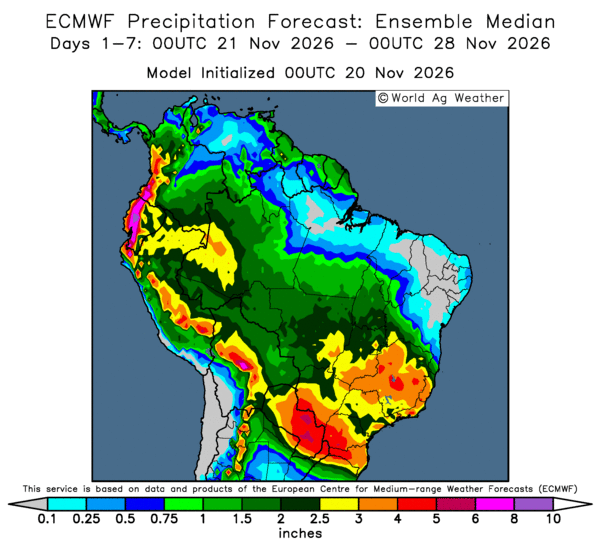 ECMWF Precipitation Forecast: Ensemble Median
Days 1–7: 00UTC 21 Nov 2026 – 00UTC 28 Nov 2026
Model Initialized 00UTC 20 Nov 2026
© World Ag Weather
This service is based on data and products of the European Centre for Medium-range Weather Forecasts (ECMWF)
0.1 0.25 0.5 0.75 1 1.5 2 2.5 3 4 5 6 8 10
inches